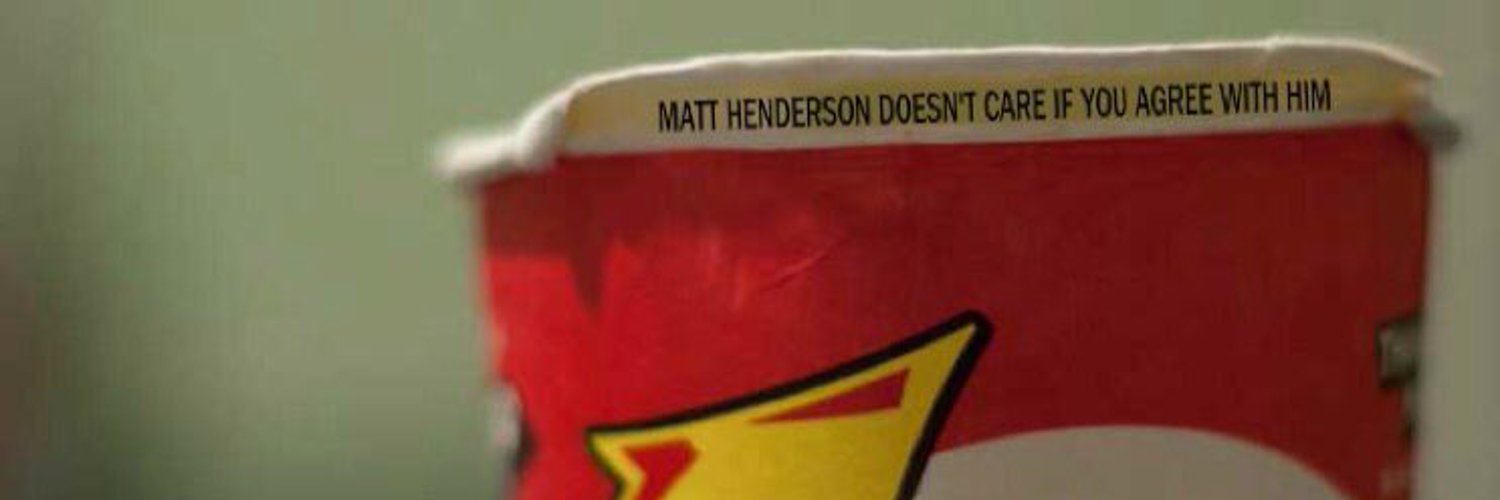 MATT HENDERSON DOESN'T CARE IF YOU AGREE WITH HIM